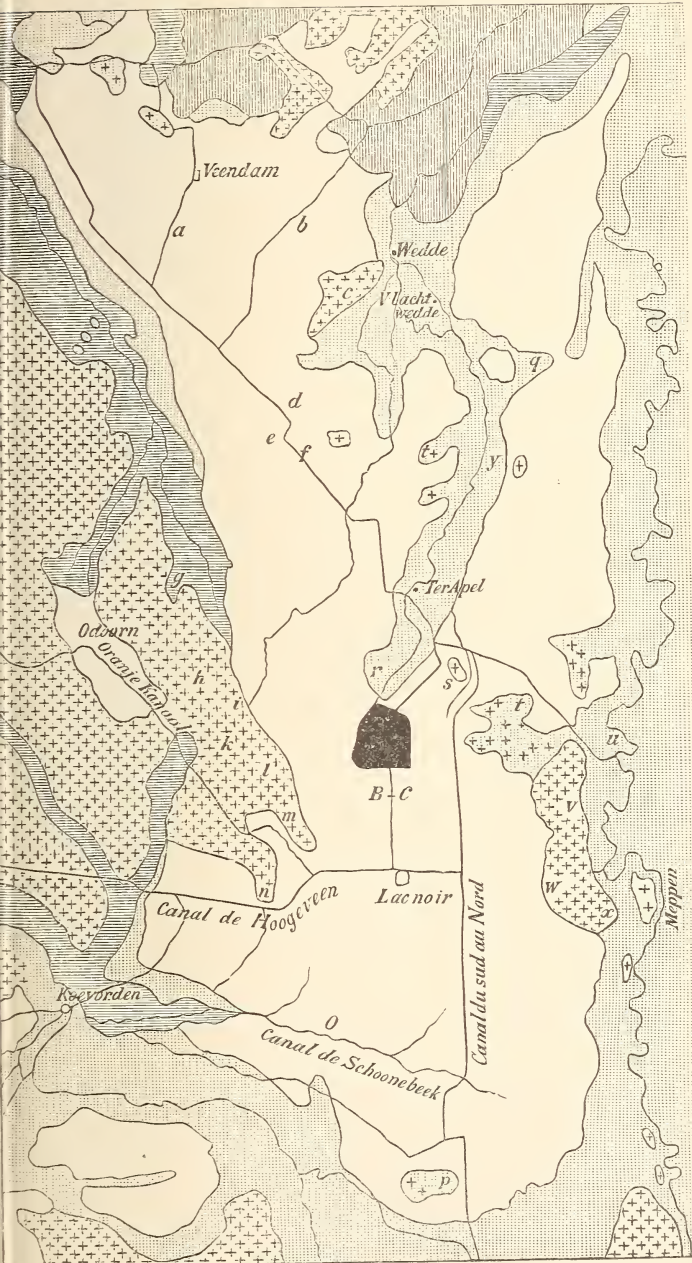 Veendam
a
b
Wedde
c
Vlacht-
wedde
q
d
e
f
t
y
Ter Apel
g
Odoorn
Oranje Kanaal
h
r
s
i
t
k
u
l
B-C
m
V
n
Lac noir
W
x
Meppen
Canal de Hoogeveen
Canal du sud au Nord
Koevorden
O
Canal de Schoonebeek
p